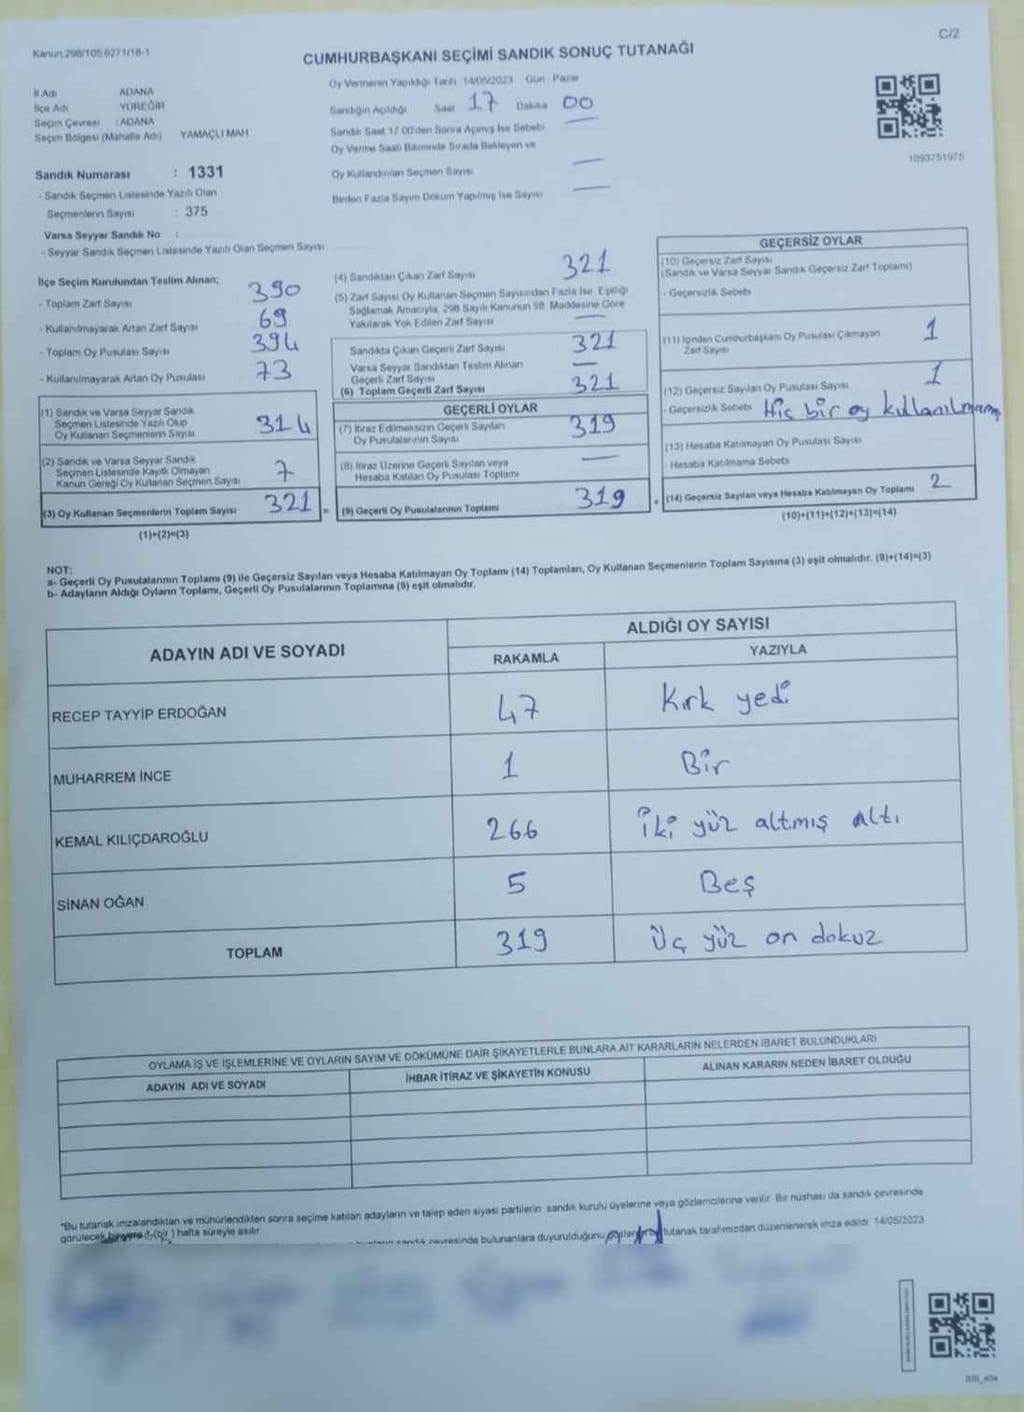 Kanun:298/105.6271/18-1
C/2
CUMHURBAŞKANI SEÇİMİ SANDIK SONUÇ TUTANAĞI
Oy Vermenin Yapıldığı Tarih 14/05/2023 Gün : Pazar
İl Adı ADANA
İlçe Adı YÜREĞİR
Seçim Çevresi : ADANA
Seçim Bölgesi (Mahalle Adı) YAMAÇLI MAH.
Sandığın Açıldığı Saat 17 Dakika 00
Sandık Saat 17.00'den Sonra Açılmış İse Sebebi —
Oy Verme Saati Bitiminde Sırada Bekleyen ve
Oy Kullandırılan Seçmen Sayısı —
Birden Fazla Sayım Döküm Yapılmış İse Sayısı —
1093751975
Sandık Numarası : 1331
- Sandık Seçmen Listesinde Yazılı Olan
Seçmenlerin Sayısı : 375
Varsa Seyyar Sandık No :
- Seyyar Sandık Seçmen Listesinde Yazılı Olan Seçmen Sayısı
İlçe Seçim Kurulundan Teslim Alınan;
- Toplam Zarf Sayısı 390
- Kullanılmayarak Artan Zarf Sayısı 69
- Toplam Oy Pusulası Sayısı 394
- Kullanılmayarak Artan Oy Pusulası 73
(1) Sandık ve Varsa Seyyar Sandık
Seçmen Listesinde Yazılı Olup
Oy Kullanan Seçmenlerin Sayısı 314
(2) Sandık ve Varsa Seyyar Sandık
Seçmen Listesinde Kayıtlı Olmayan
Kanun Gereği Oy Kullanan Seçmen Sayısı 7
(3) Oy Kullanan Seçmenlerin Toplam Sayısı 321 =
(1)+(2)=(3)
(4) Sandıktan Çıkan Zarf Sayısı 321
(5) Zarf Sayısı Oy Kullanan Seçmen Sayısından Fazla İse, Eşitliği
Sağlamak Amacıyla, 298 Sayılı Kanunun 98. Maddesine Göre
Yakılarak Yok Edilen Zarf Sayısı —
Sandıkta Çıkan Geçerli Zarf Sayısı 321
Varsa Seyyar Sandıktan Teslim Alınan
Geçerli Zarf Sayısı —
(6) Toplam Geçerli Zarf Sayısı 321
GEÇERLİ OYLAR
(7) İtiraz Edilmeksizin Geçerli Sayılan
Oy Pusulalarının Sayısı 319
(8) İtiraz Üzerine Geçerli Sayılan veya
Hesaba Katılan Oy Pusulası Toplamı —
(9) Geçerli Oy Pusulalarının Toplamı 319 +
GEÇERSİZ OYLAR
(10) Geçersiz Zarf Sayısı
(Sandık ve Varsa Seyyar Sandık Geçersiz Zarf Toplamı)
- Geçersizlik Sebebi
(11) İçinden Cumhurbaşkanı Oy Pusulası Çıkmayan
Zarf Sayısı 1
(12) Geçersiz Sayılan Oy Pusulası Sayısı 1
- Geçersizlik Sebebi Hiç bir oy kullanılmamış
(13) Hesaba Katılmayan Oy Pusulası Sayısı
- Hesaba Katılmama Sebebi
(14) Geçersiz Sayılan veya Hesaba Katılmayan Oy Toplamı 2
(10)+(11)+(12)+(13)=(14)
NOT:
a- Geçerli Oy Pusulalarının Toplamı (9) ile Geçersiz Sayılan veya Hesaba Katılmayan Oy Toplamı (14) Toplamları, Oy Kullanan Seçmenlerin Toplam Sayısına (3) eşit olmalıdır. (9)+(14)=(3)
b- Adayların Aldığı Oyların Toplamı, Geçerli Oy Pusulalarının Toplamına (9) eşit olmalıdır.
ADAYIN ADI VE SOYADI
ALDIĞI OY SAYISI
RAKAMLA YAZIYLA
RECEP TAYYİP ERDOĞAN 47 Kırk yedi
MUHARREM İNCE 1 Bir
KEMAL KILIÇDAROĞLU 266 İki yüz altmış altı
SİNAN OĞAN 5 Beş
TOPLAM 319 Üç yüz on dokuz
OYLAMA İŞ VE İŞLEMLERİNE VE OYLARIN SAYIM VE DÖKÜMÜNE DAİR ŞİKAYETLERLE BUNLARA AİT KARARLARIN NELERDEN İBARET BULUNDUKLARI
ADAYIN ADI VE SOYADI İHBAR İTİRAZ VE ŞİKAYETİN KONUSU ALINAN KARARIN NEDEN İBARET OLDUĞU
*Bu tutanak imzalandıktan ve mühürlendikten sonra seçime katılan adayların ve talep eden siyasi partilerin sandık kurulu üyelerine veya gözlemcilerine verilir. Bir nüshası da sandık çevresinde
görülecek bir yere 1 (bir) hafta süreyle asılır.
sandık çevresinde bulunanlara duyurulduğunu gösterir bu tutanak tarafımızdan düzenlenerek imza edildi. 14/05/2023